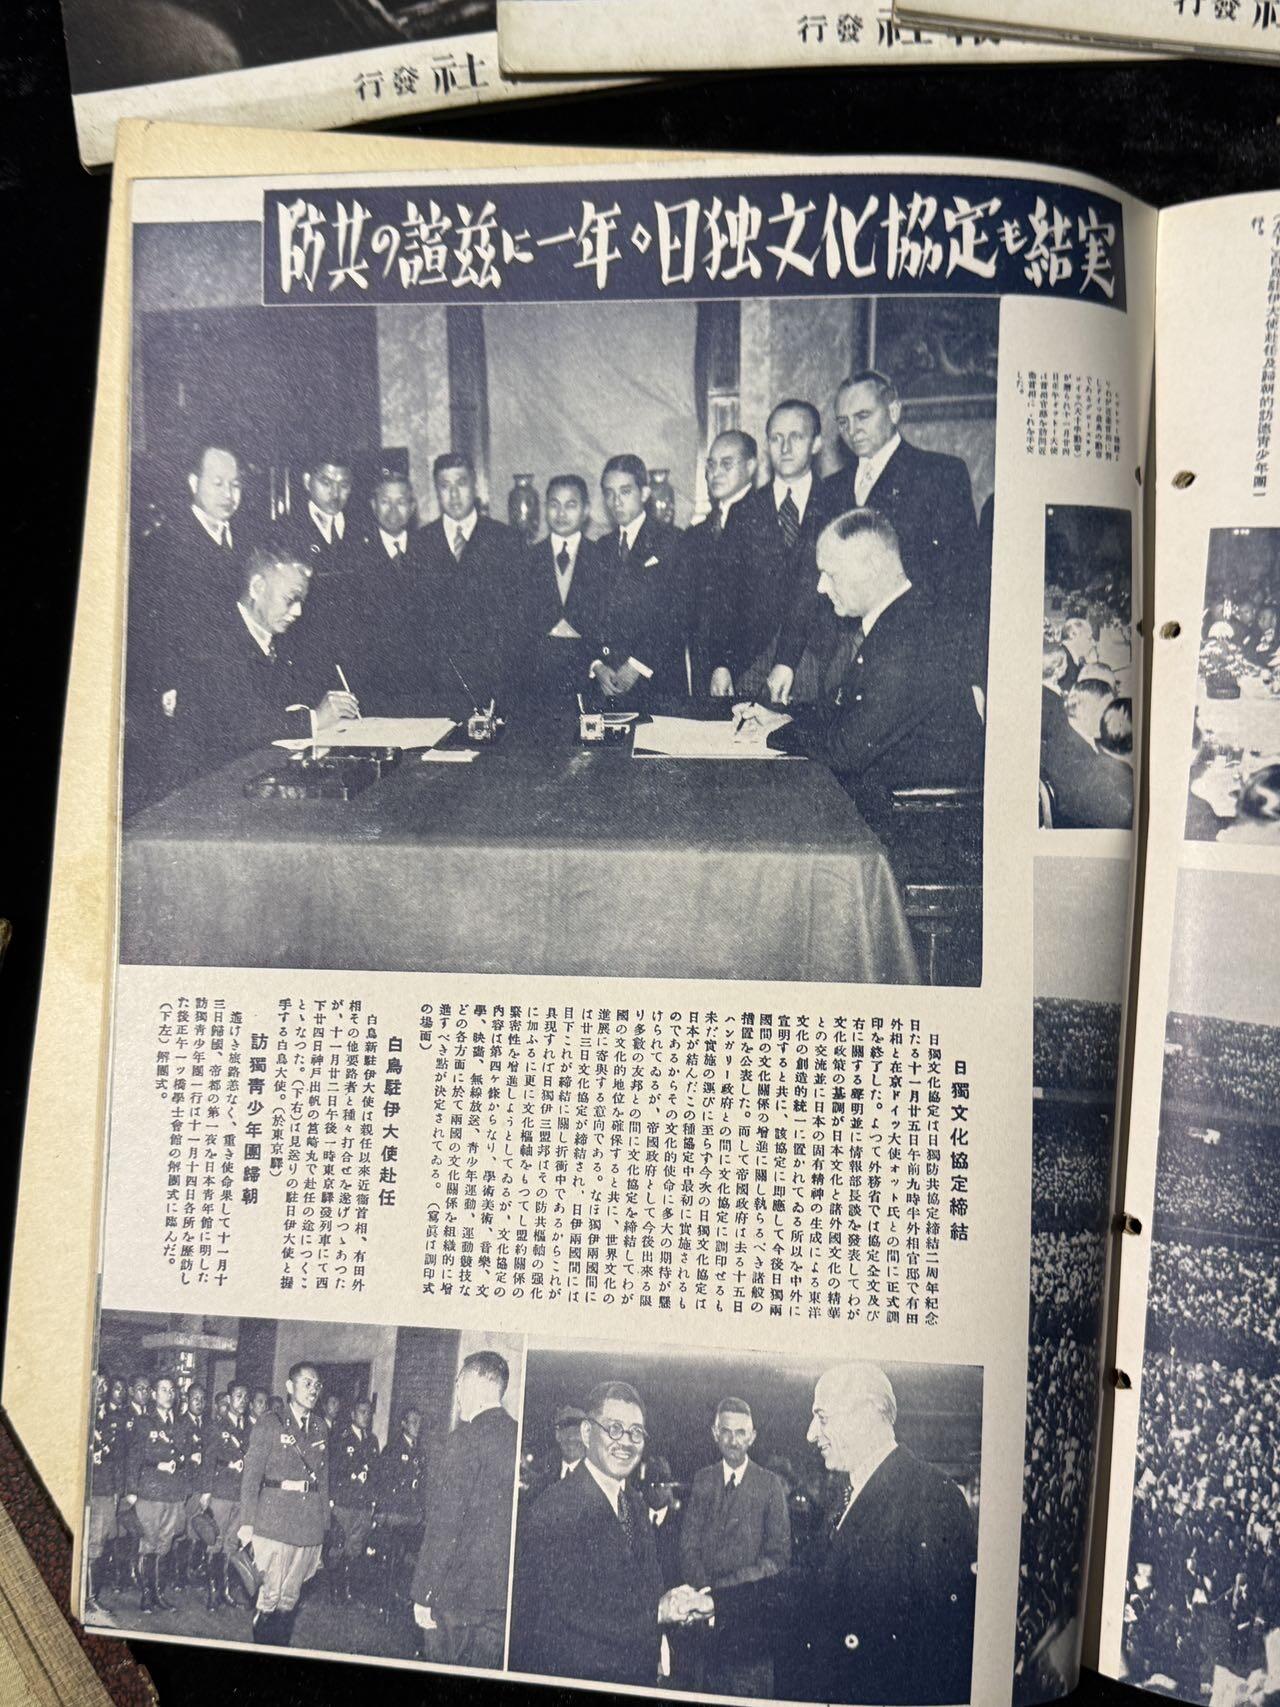 行發 社
行發 社
行發
防共の誼茲に一年。日独文化協定も結実
日獨文化協定締結
日獨文化協定は日獨防共協定締結二周年紀念
日たる十一月廿五日午前九時半外相官邸で有田
外相と在京ドイツ大使オット氏との間に正式調
印を終了した。よつて外務省では協定全文及び
右に關する聲明並に情報部長談を發表してわが
文化政策の基調が日本文化と諸外國文化の精華
との交流並に日本の固有精神の生成による東洋
文化の創造的統一に置かれてゐる所以を中外に
宣明すると共に、該協定に即應して今後日獨兩
國間の文化關係の增進に關し執らるべき諸般の
措置を公表した。而して帝國政府は去る十五日
ハンガリー政府との間に文化協定に調印せるも
未だ實施の運びに至らず今次の日獨文化協定は
日本が結んだこの種協定中最初に實施されるも
のであるからその文化的使命に多大の期待が懸
けられてゐるが、帝國政府として今後出來る限
り多數の友邦との間に文化協定を締結してわが
國の文化的地位を確保すると共に、世界文化の
進展に寄與する意向である。なほ獨伊兩國間に
は廿三日文化協定が締結され、日伊兩國間には
目下これが締結に關し折衝中であるからこれが
具現すれば日獨伊三盟邦はその防共樞軸の强化
に加ふるに更に文化樞軸をもつてし盟約關係の
緊密性を增進しようとしてゐるが、文化協定の
內容は第四ヶ條からなり、學術美術、音樂、文
學、映畫、無線放送、靑少年運動、運動競技な
どの各方面に於て兩國の文化關係を組織的に增
進すべき點が決定されてゐる。（寫眞は調印式
の場面）
白鳥駐伊大使赴任
白鳥新駐伊大使は親任以來近衞首相、有田外
相その他要路者と種々打合せを遂げつゝあつた
が、十一月廿二日午後一時東京驛發列車にて西
下廿四日神戶出帆の筥崎丸で赴任の途につくこ
とゝなつた。（下右は見送りの駐日伊大使と握
手する白鳥大使。（於東京驛）
訪獨靑少年團歸朝
遙けき旅路恙なく、重き使命果して十一月十
三日歸國、帝都の第一夜を日本靑年館に明した
訪獨靑少年團一行は十一月十四日各所を歷訪し
た後正午一ツ橋學士會館の解團式に臨んだ。
（下左）解團式。